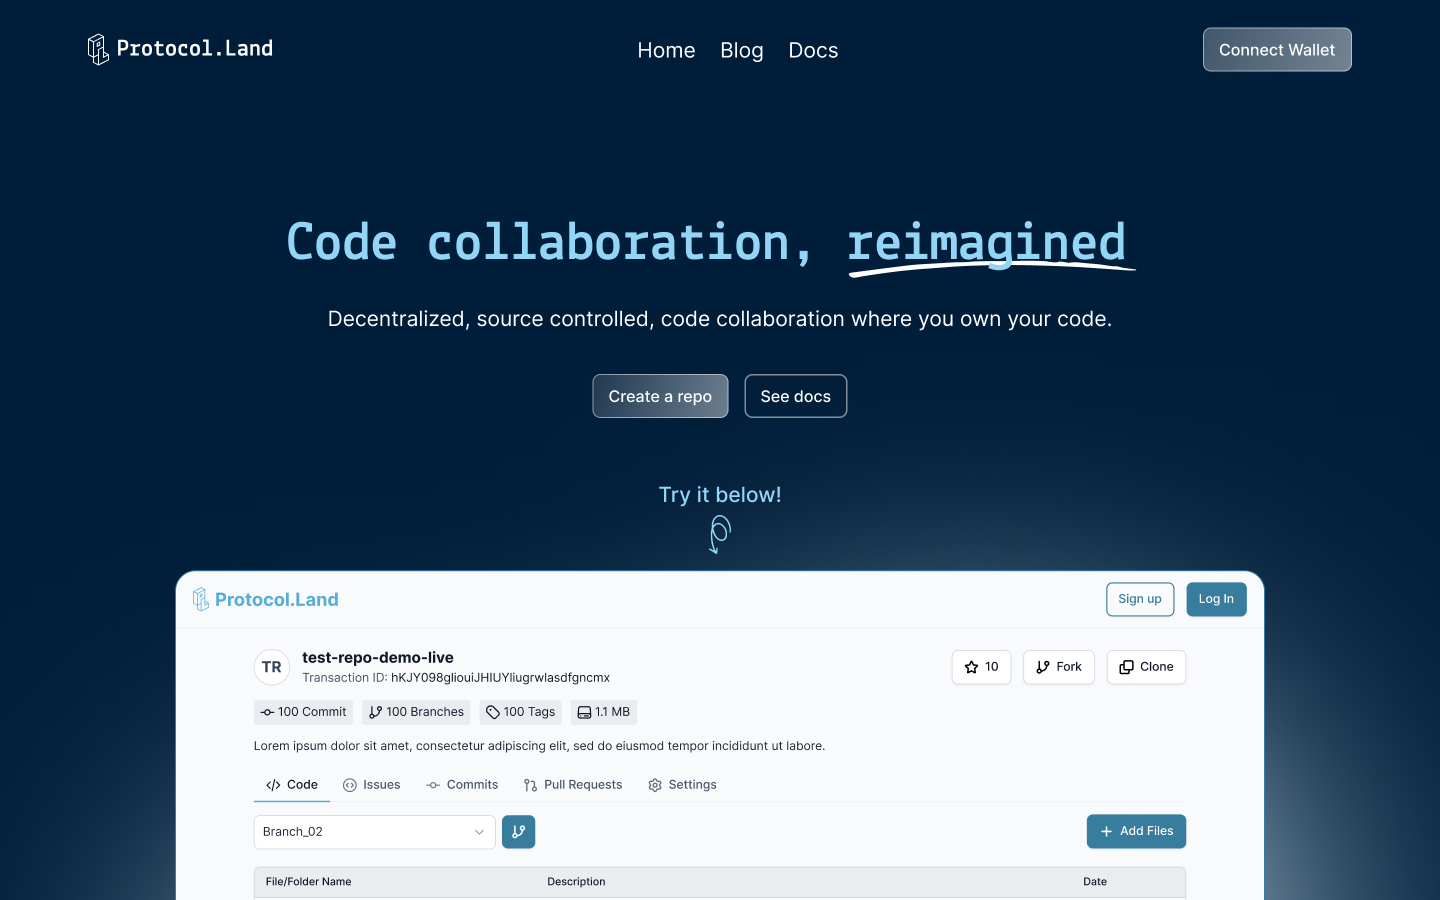 Protocol.Land
Home Blog Docs
Connect Wallet
Code collaboration, reimagined
Decentralized, source controlled, code collaboration where you own your code.
Create a repo
See docs
Try it below!
Protocol.Land
Sign up
Log In
TR
test-repo-demo-live
Transaction ID: hKJY098gliouiJHIUYliugrwlasdfgncmx
10
Fork
Clone
100 Commit
100 Branches
100 Tags
1.1 MB
Lorem ipsum dolor sit amet, consectetur adipiscing elit, sed do eiusmod tempor incididunt ut labore.
Code
Issues
Commits
Pull Requests
Settings
Branch_02
Add Files
File/Folder Name
Description
Date